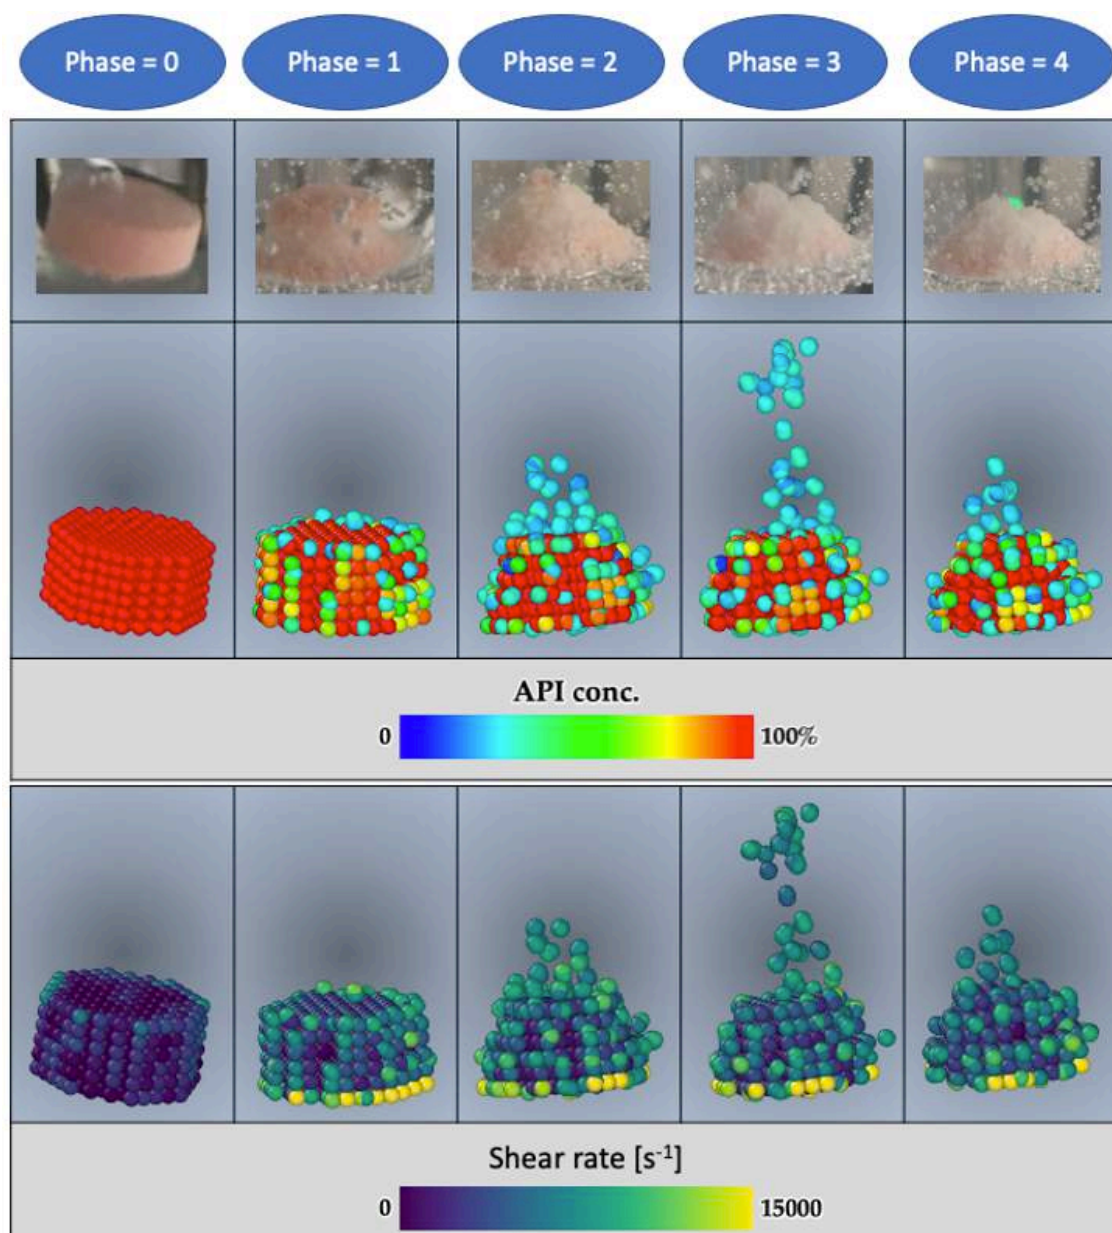 Phase = 0
Phase = 1
Phase = 2
Phase = 3
Phase = 4
API conc.
0
100%
Shear rate [s⁻¹]
0
15000